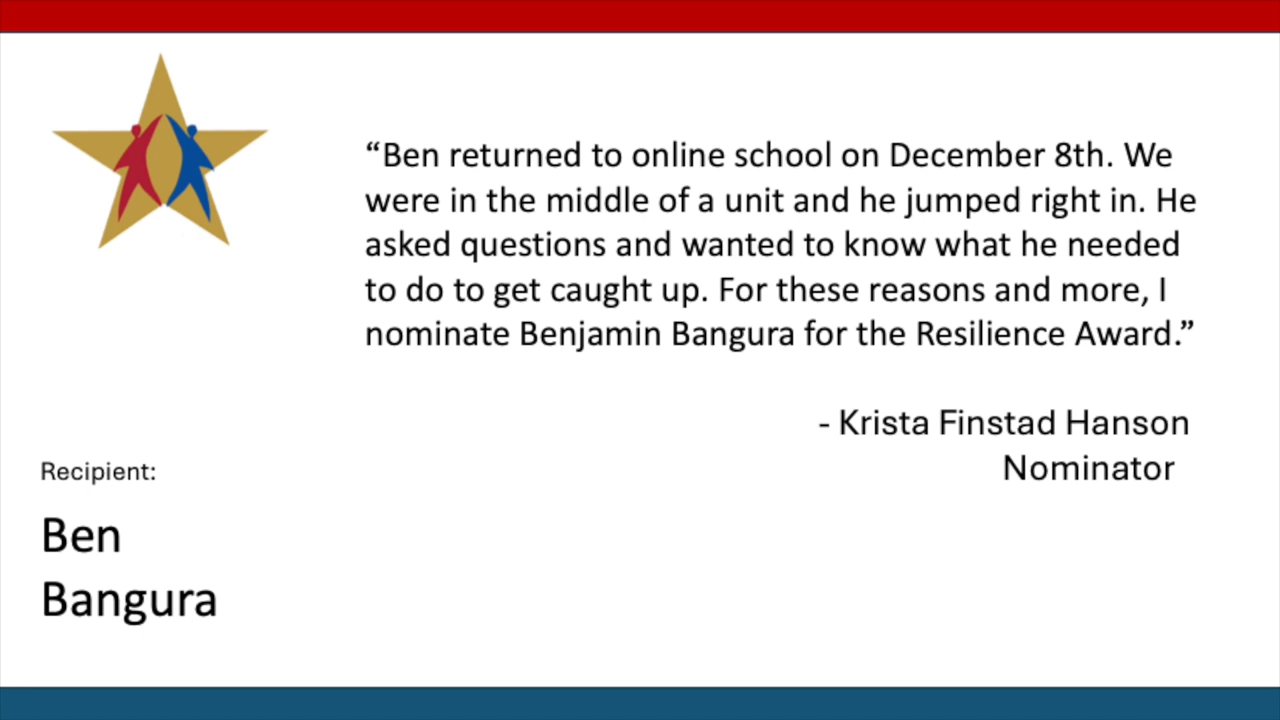 “Ben returned to online school on December 8th. We
were in the middle of a unit and he jumped right in. He
asked questions and wanted to know what he needed
to do to get caught up. For these reasons and more, I
nominate Benjamin Bangura for the Resilience Award.”
- Krista Finstad Hanson
Nominator
Recipient:
Ben
Bangura